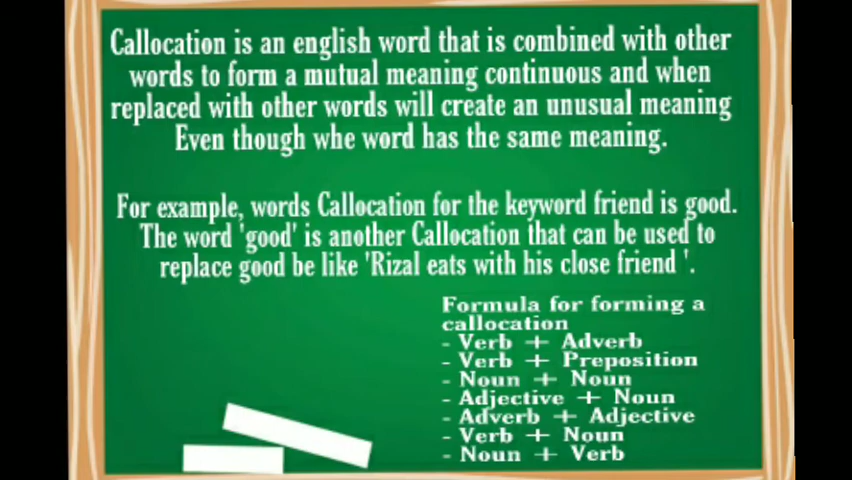 Callocation is an english word that is combined with other
words to form a mutual meaning continuous and when
replaced with other words will create an unusual meaning
Even though whe word has the same meaning.
For example, words Callocation for the keyword friend is good.
The word 'good' is another Callocation that can be used to
replace good be like 'Rizal eats with his close friend '.
Formula for forming a
callocation
- Verb + Adverb
- Verb + Preposition
- Noun + Noun
- Adjective + Noun
- Adverb + Adjective
- Verb + Noun
- Noun + Verb